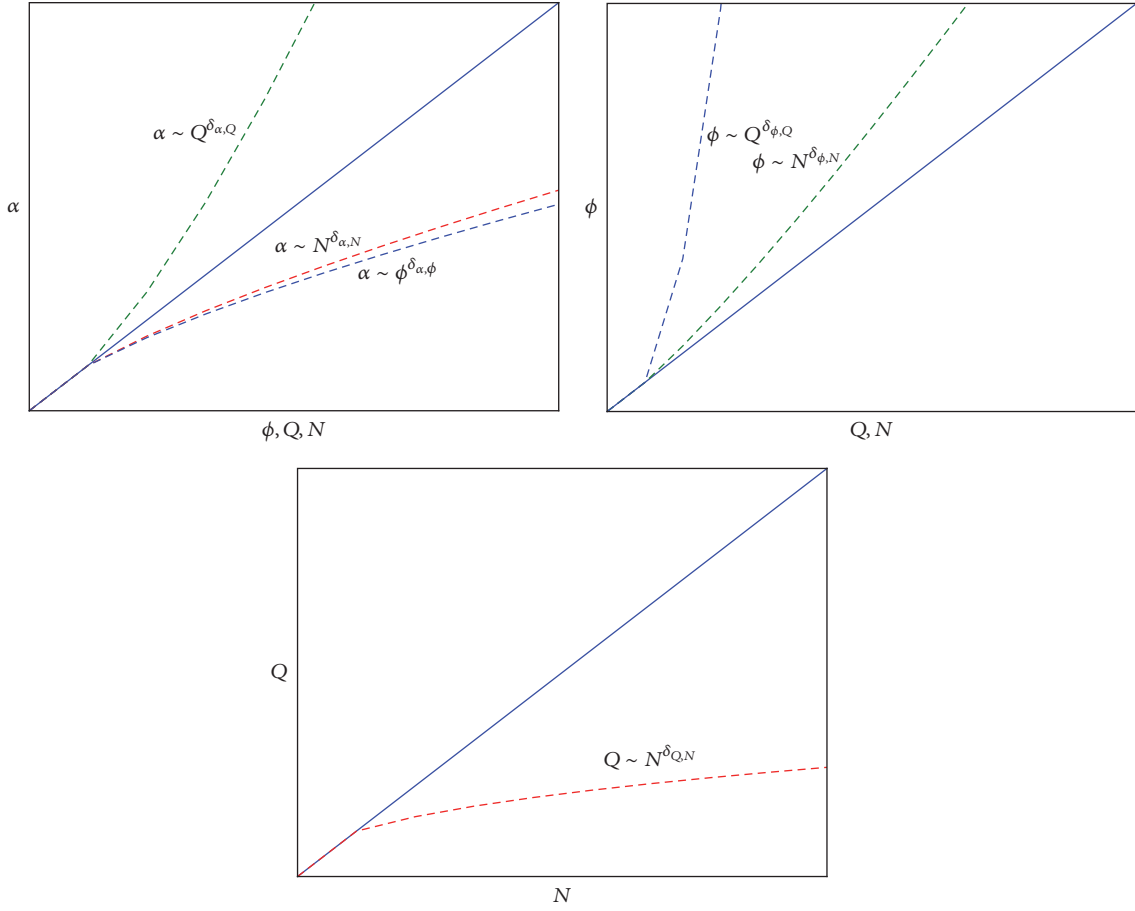 α ~ Q^{δ_{α,Q}}
α
α ~ N^{δ_{α,N}}
α ~ ϕ^{δ_{α,ϕ}}
ϕ, Q, N
ϕ ~ Q^{δ_{ϕ,Q}}
ϕ ~ N^{δ_{ϕ,N}}
ϕ
Q, N
Q
Q ~ N^{δ_{Q,N}}
N